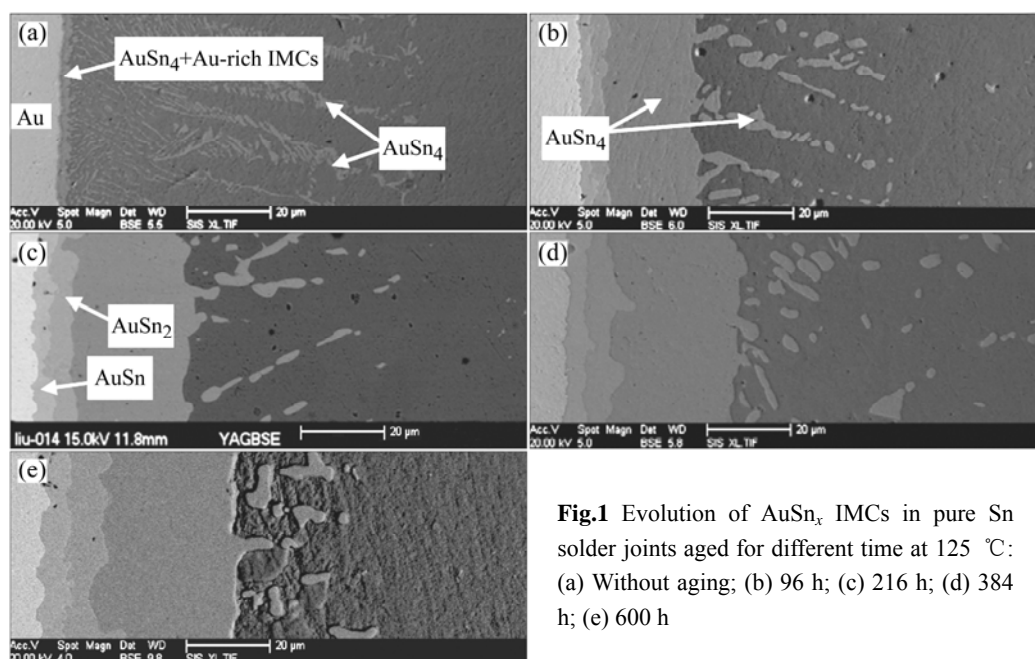 (a)
AuSn4+Au-rich IMCs
Au
AuSn4
Acc.V Spot Magn Det WD 20 μm
20.00 kV 5.0 BSE 5.5 SIS XL TIF
(b)
AuSn4
Acc.V Spot Magn Det WD 20 μm
20.00 kV 5.0 BSE 6.0 SIS XL TIF
(c)
AuSn2
AuSn
liu-014 15.0kV 11.8mm YAGBSE 20 μm
(d)
Acc.V Spot Magn Det WD 20 μm
20.00 kV 5.0 BSE 5.8 SIS XL TIF
(e)
Acc.V Spot Magn Det WD 20 μm
20.00 kV 4.0 BSE 9.8 SIS XL TIF
Fig.1 Evolution of AuSnx IMCs in pure Sn
solder joints aged for different time at 125 ℃:
(a) Without aging; (b) 96 h; (c) 216 h; (d) 384
h; (e) 600 h